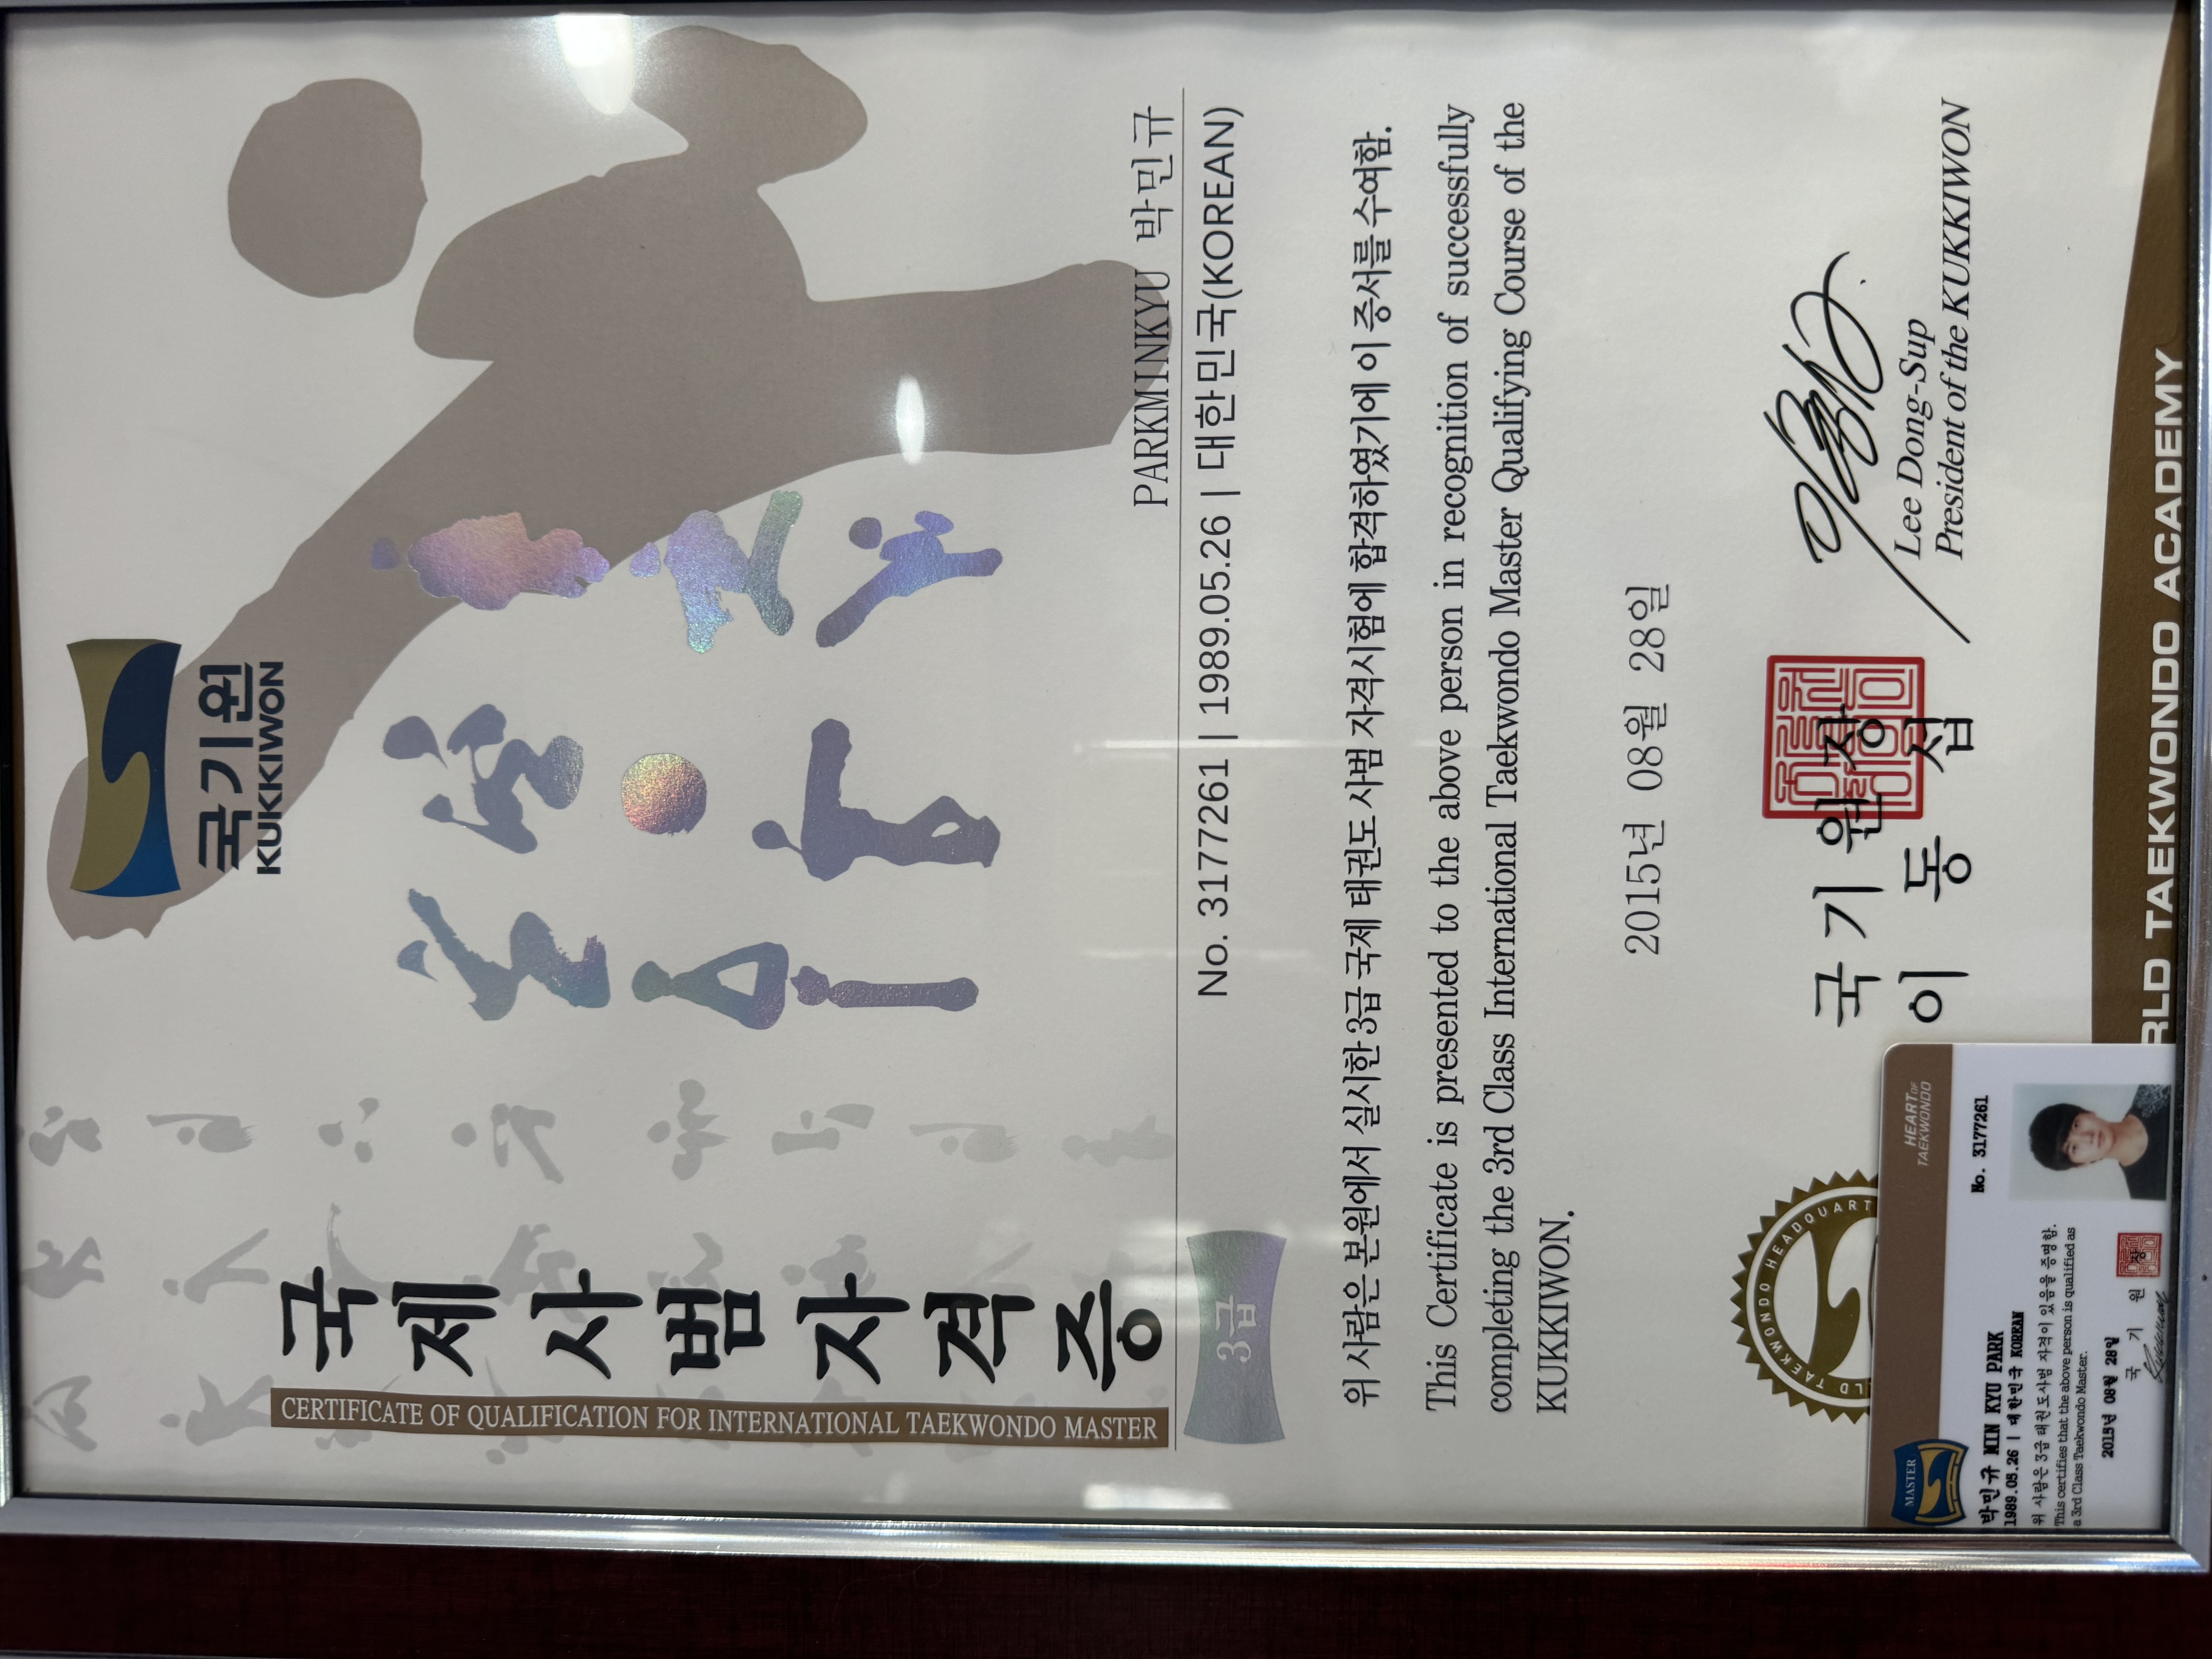 국기원
KUKKIWON
국제사범자격증
CERTIFICATE OF QUALIFICATION FOR INTERNATIONAL TAEKWONDO MASTER
PARKMINKYU 박민규
3급
No. 3177261 | 1989.05.26 | 대한민국(KOREAN)
위 사람은 본원에서 실시한 3급 국제 태권도 사범 자격시험에 합격하였기에 이 증서를 수여함.
This Certificate is presented to the above person in recognition of successfully
completing the 3rd Class International Taekwondo Master Qualifying Course of the
KUKKIWON.
2015년 08월 28일
국 기 원 장
이 동 섭
Lee Dong-Sup
President of the KUKKIWON
RLD TAEKWONDO ACADEMY
LD TAEKWONDO HEADQUART
MASTER
HEART OF
TAEKWONDO
No. 3177261
박민규 MIN KYU PARK
1989.05.26 | 대한민국 KOREAN
위 사람은 3급 태권도사범 자격이 있음을 증명함.
This certifies that the above person is qualified as
a 3rd Class Taekwondo Master.
2015년 08월 28일
국 기 원 장